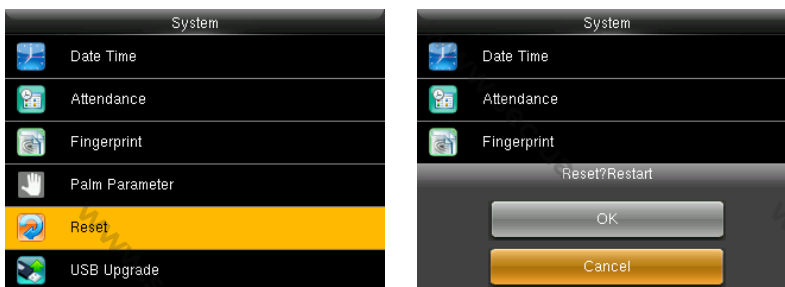 System
Date Time
Attendance
Fingerprint
Palm Parameter
Reset
USB Upgrade
System
Date Time
Attendance
Fingerprint
Reset?Restart
OK
Cancel